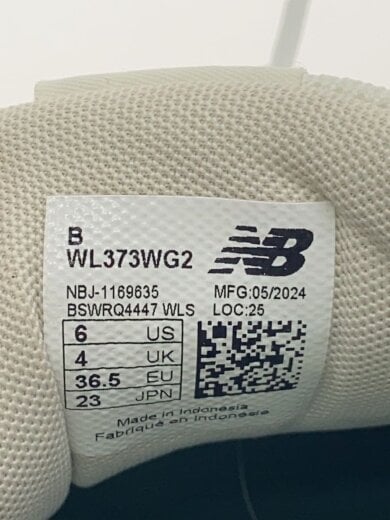 B
WL373WG2
NB
NBJ-1169635 MFG:05/2024
BSWRQ4447 WLS LOC:25
6 US
4 UK
36.5 EU
23 JPN
Made in Indonesia
Fabriqué en Indonésie